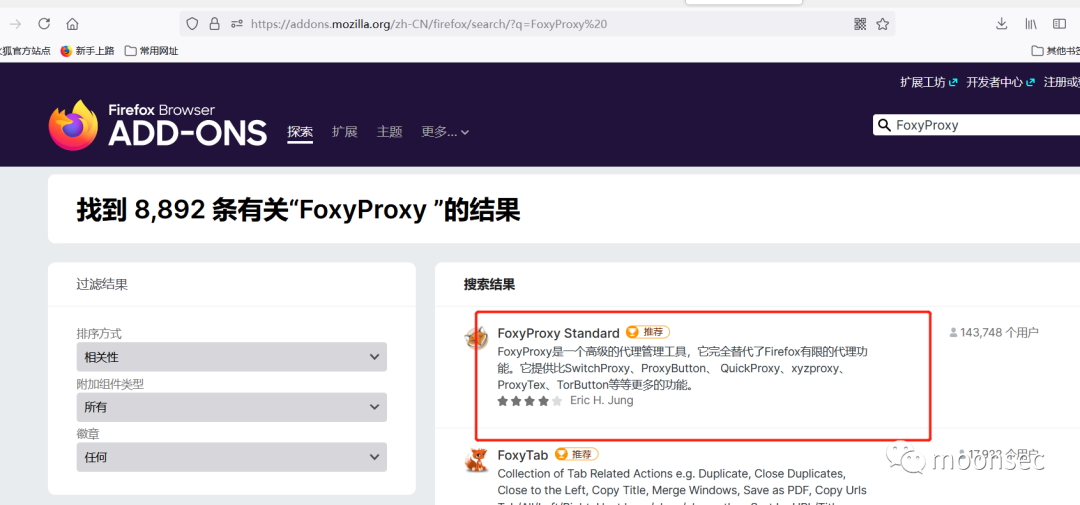 https://addons.mozilla.org/zh-CN/firefox/search/?q=FoxyProxy%20
火狐官方站点 新手上路 常用网址 其他书签
扩展工坊 开发者中心 注册或
Firefox Browser
ADD-ONS 探索 扩展 主题 更多...
FoxyProxy
找到 8,892 条有关“FoxyProxy ”的结果
过滤结果
排序方式
相关性
附加组件类型
所有
徽章
任何
搜索结果
FoxyProxy Standard 推荐 143,748 个用户
FoxyProxy是一个高级的代理管理工具，它完全替代了Firefox有限的代理功
能。它提供比SwitchProxy、ProxyButton、 QuickProxy、xyzproxy、
ProxyTex、TorButton等等更多的功能。
Eric H. Jung
FoxyTab 推荐 个用户
moonsec
Collection of Tab Related Actions e.g. Duplicate, Close Duplicates,
Close to the Left, Copy Title, Merge Windows, Save as PDF, Copy Urls